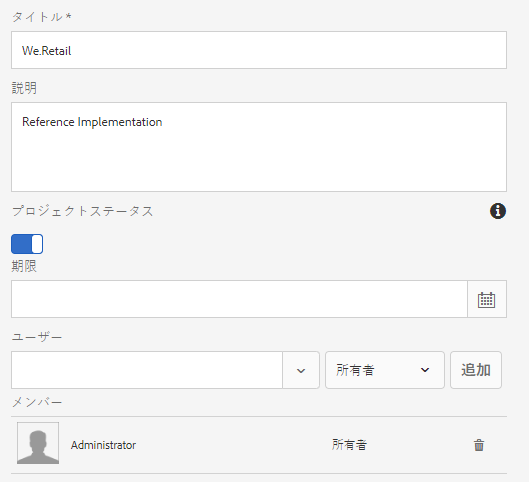 タイトル *
We.Retail
説明
Reference Implementation
プロジェクトステータス
期限
ユーザー
所有者 追加
メンバー
Administrator 所有者